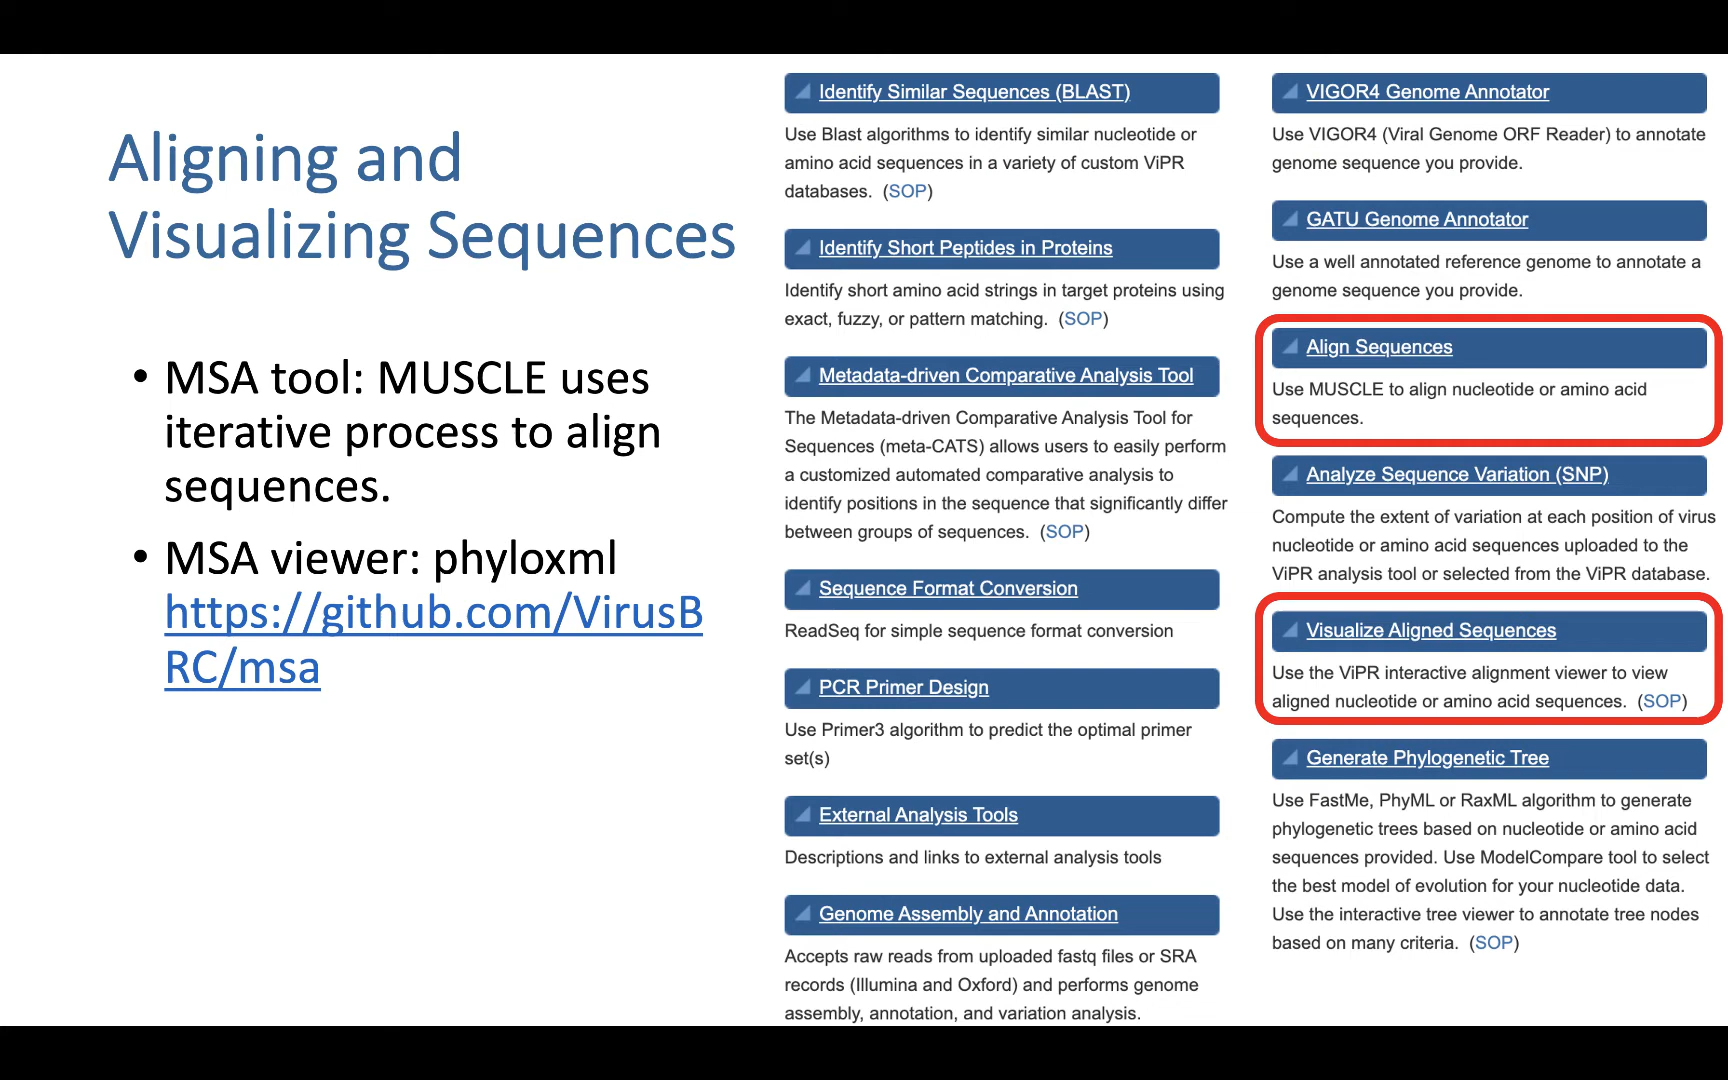 Aligning and
Visualizing Sequences
• MSA tool: MUSCLE uses
iterative process to align
sequences.
• MSA viewer: phyloxml
https://github.com/VirusB
RC/msa
Identify Similar Sequences (BLAST)
Use Blast algorithms to identify similar nucleotide or
amino acid sequences in a variety of custom ViPR
databases. (SOP)
Identify Short Peptides in Proteins
Identify short amino acid strings in target proteins using
exact, fuzzy, or pattern matching. (SOP)
Metadata-driven Comparative Analysis Tool
The Metadata-driven Comparative Analysis Tool for
Sequences (meta-CATS) allows users to easily perform
a customized automated comparative analysis to
identify positions in the sequence that significantly differ
between groups of sequences. (SOP)
Sequence Format Conversion
ReadSeq for simple sequence format conversion
PCR Primer Design
Use Primer3 algorithm to predict the optimal primer
set(s)
External Analysis Tools
Descriptions and links to external analysis tools
Genome Assembly and Annotation
Accepts raw reads from uploaded fastq files or SRA
records (Illumina and Oxford) and performs genome
assembly, annotation, and variation analysis.
VIGOR4 Genome Annotator
Use VIGOR4 (Viral Genome ORF Reader) to annotate
genome sequence you provide.
GATU Genome Annotator
Use a well annotated reference genome to annotate a
genome sequence you provide.
Align Sequences
Use MUSCLE to align nucleotide or amino acid
sequences.
Analyze Sequence Variation (SNP)
Compute the extent of variation at each position of virus
nucleotide or amino acid sequences uploaded to the
ViPR analysis tool or selected from the ViPR database.
Visualize Aligned Sequences
Use the ViPR interactive alignment viewer to view
aligned nucleotide or amino acid sequences. (SOP)
Generate Phylogenetic Tree
Use FastMe, PhyML or RaxML algorithm to generate
phylogenetic trees based on nucleotide or amino acid
sequences provided. Use ModelCompare tool to select
the best model of evolution for your nucleotide data.
Use the interactive tree viewer to annotate tree nodes
based on many criteria. (SOP)